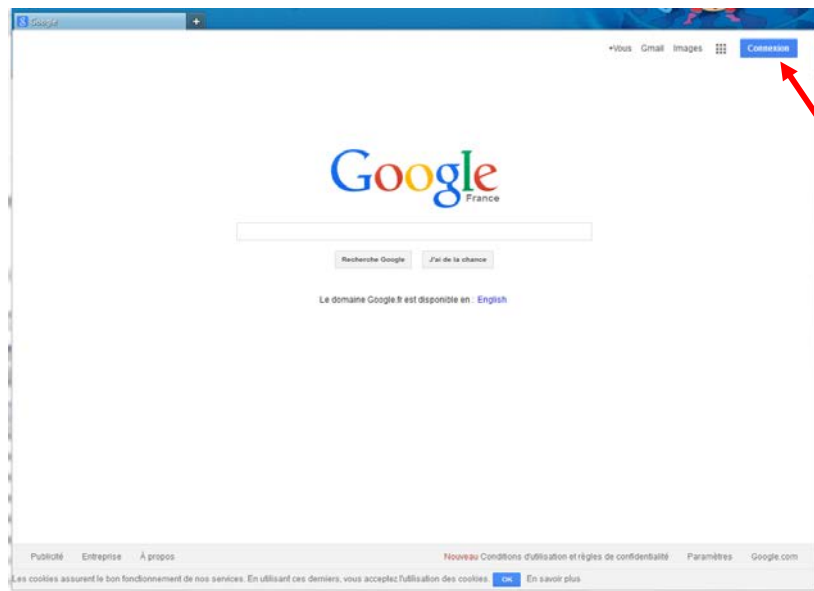 Google
+Vous Gmail Images Connexion
Google
France
Recherche Google J'ai de la chance
Le domaine Google.fr est disponible en : English
Publicité Entreprise À propos Nouveau Conditions d'utilisation et règles de confidentialité Paramètres Google.com
Les cookies assurent le bon fonctionnement de nos services. En utilisant ces derniers, vous acceptez l'utilisation des cookies. OK En savoir plus